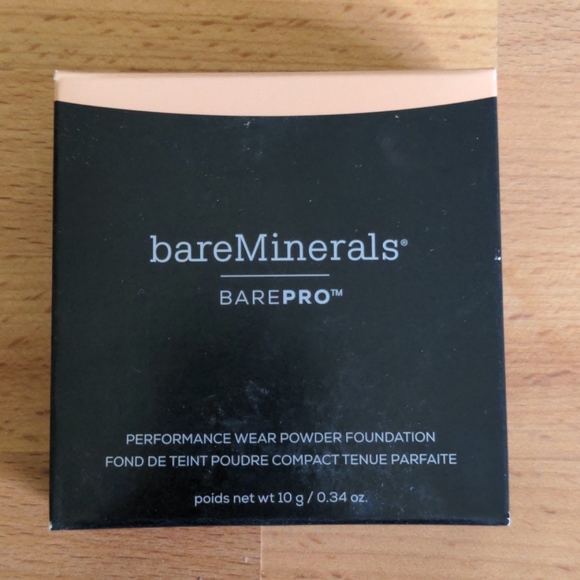 bareMinerals®
BAREPRO™
PERFORMANCE WEAR POWDER FOUNDATION
FOND DE TEINT POUDRE COMPACT TENUE PARFAITE
poids net wt 10 g / 0.34 oz.